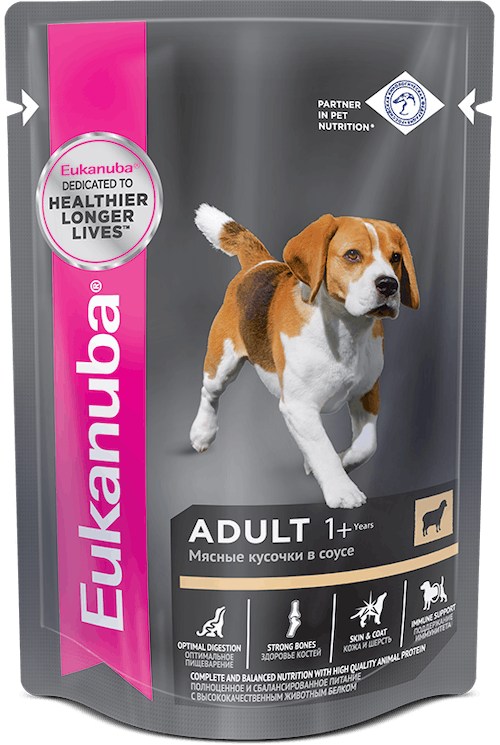 PARTNER
IN PET
NUTRITION®
Eukanuba®
DEDICATED TO
HEALTHIER
LONGER
LIVES™
Eukanuba®
ADULT 1+ Years
Мясные кусочки в соусе
OPTIMAL DIGESTION
ОПТИМАЛЬНОЕ
ПИЩЕВАРЕНИЕ
STRONG BONES
ЗДОРОВЬЕ КОСТЕЙ
SKIN & COAT
КОЖА И ШЕРСТЬ
IMMUNE SUPPORT
ПОДДЕРЖАНИЕ
ИММУНИТЕТА
COMPLETE AND BALANCED NUTRITION WITH HIGH QUALITY ANIMAL PROTEIN
ПОЛНОЦЕННОЕ И СБАЛАНСИРОВАННОЕ ПИТАНИЕ
С ВЫСОКОКАЧЕСТВЕННЫМ ЖИВОТНЫМ БЕЛКОМ